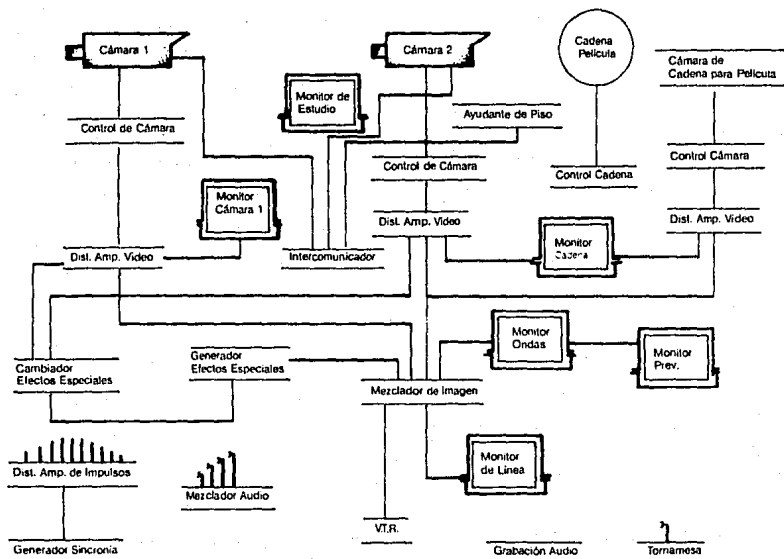 Cámara 1
Cámara 2
Cadena
Película
Cámara de
Cadena para Película
Monitor de
Estudio
Ayudante de Piso
Control de Cámara
Control de Cámara
Control Cadena
Control Cámara
Monitor
Cámara 1
Dist. Amp. Video
Intercomunicador
Dist. Amp. Video
Monitor
Cadena
Dist. Amp. Video
Cambiador
Efectos Especiales
Generador
Efectos Especiales
Mezclador de Imagen
Monitor
Ondas
Monitor
Prev.
Dist. Amp. de Impulsos
Mezclador Audio
Monitor
de Línea
Generador Sincronía
V.T.R.
Grabación Audio
Tornamesa